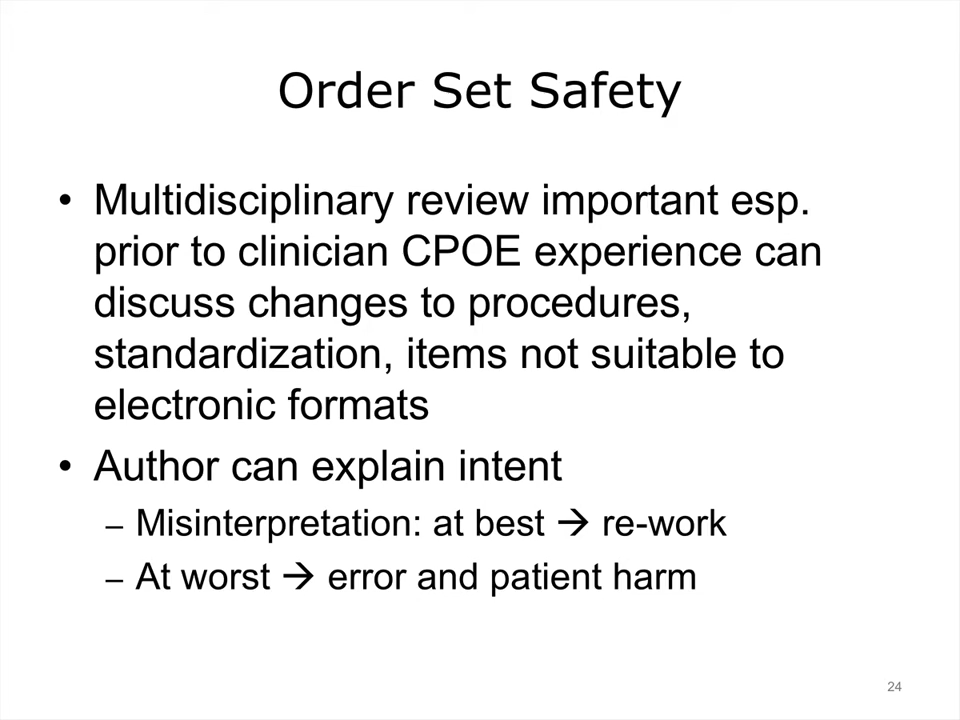 Order Set Safety
• Multidisciplinary review important esp.
prior to clinician CPOE experience can
discuss changes to procedures,
standardization, items not suitable to
electronic formats
• Author can explain intent
– Misinterpretation: at best → re-work
– At worst → error and patient harm
24